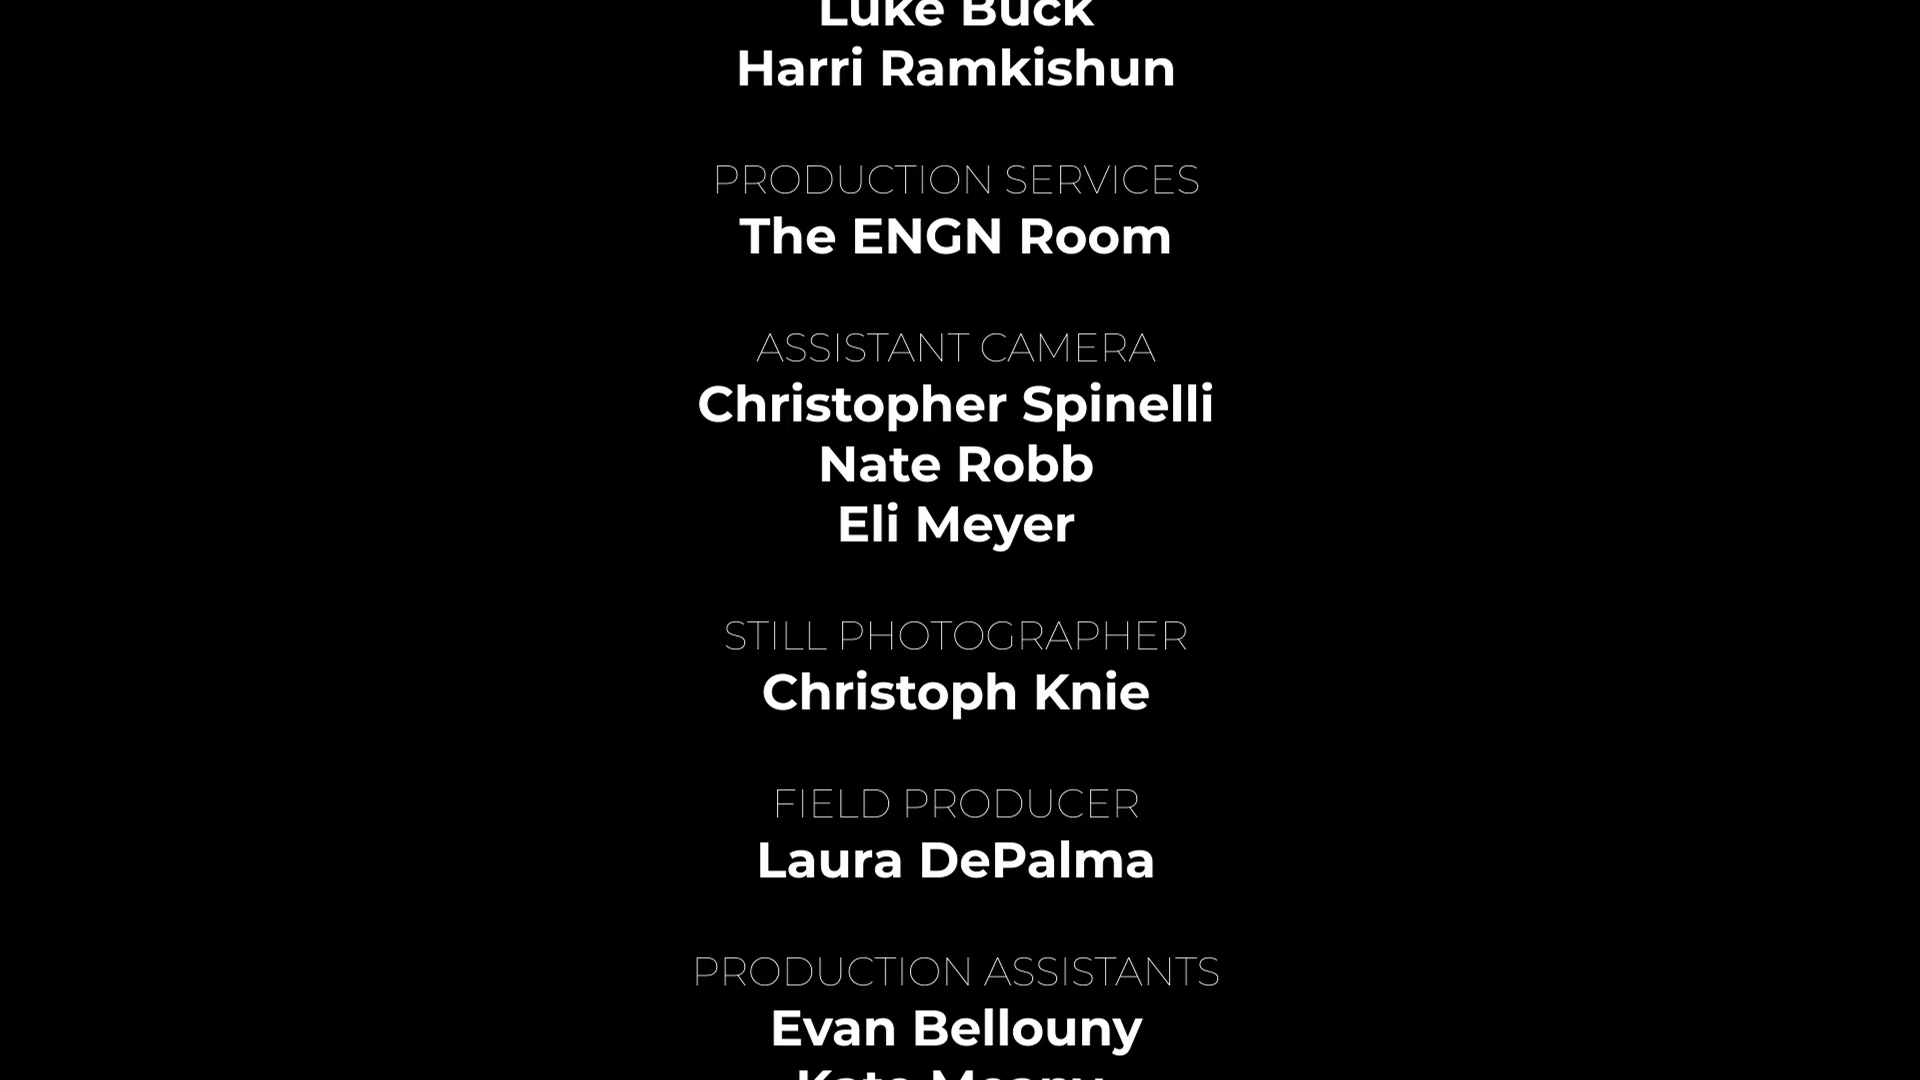 Luke Buck
Harri Ramkishun
PRODUCTION SERVICES
The ENGN Room
ASSISTANT CAMERA
Christopher Spinelli
Nate Robb
Eli Meyer
STILL PHOTOGRAPHER
Christoph Knie
FIELD PRODUCER
Laura DePalma
PRODUCTION ASSISTANTS
Evan Bellouny